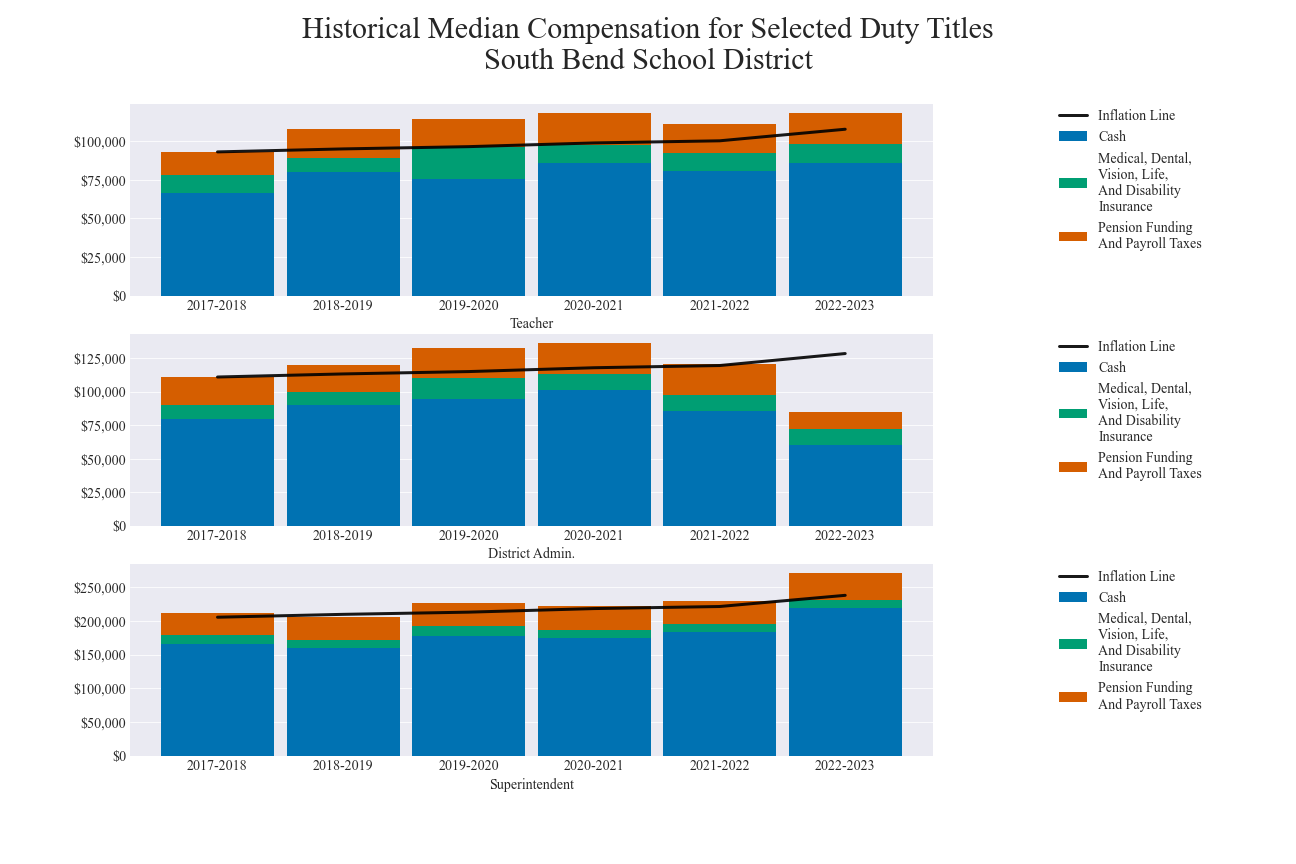 Historical Median Compensation for Selected Duty Titles
South Bend School District
$100,000
$75,000
$50,000
$25,000
$0
2017-2018
2018-2019
2019-2020
2020-2021
2021-2022
2022-2023
Teacher
Inflation Line
Cash
Medical, Dental,
Vision, Life,
And Disability
Insurance
Pension Funding
And Payroll Taxes
$125,000
$100,000
$75,000
$50,000
$25,000
$0
2017-2018
2018-2019
2019-2020
2020-2021
2021-2022
2022-2023
District Admin.
Inflation Line
Cash
Medical, Dental,
Vision, Life,
And Disability
Insurance
Pension Funding
And Payroll Taxes
$250,000
$200,000
$150,000
$100,000
$50,000
$0
2017-2018
2018-2019
2019-2020
2020-2021
2021-2022
2022-2023
Superintendent
Inflation Line
Cash
Medical, Dental,
Vision, Life,
And Disability
Insurance
Pension Funding
And Payroll Taxes